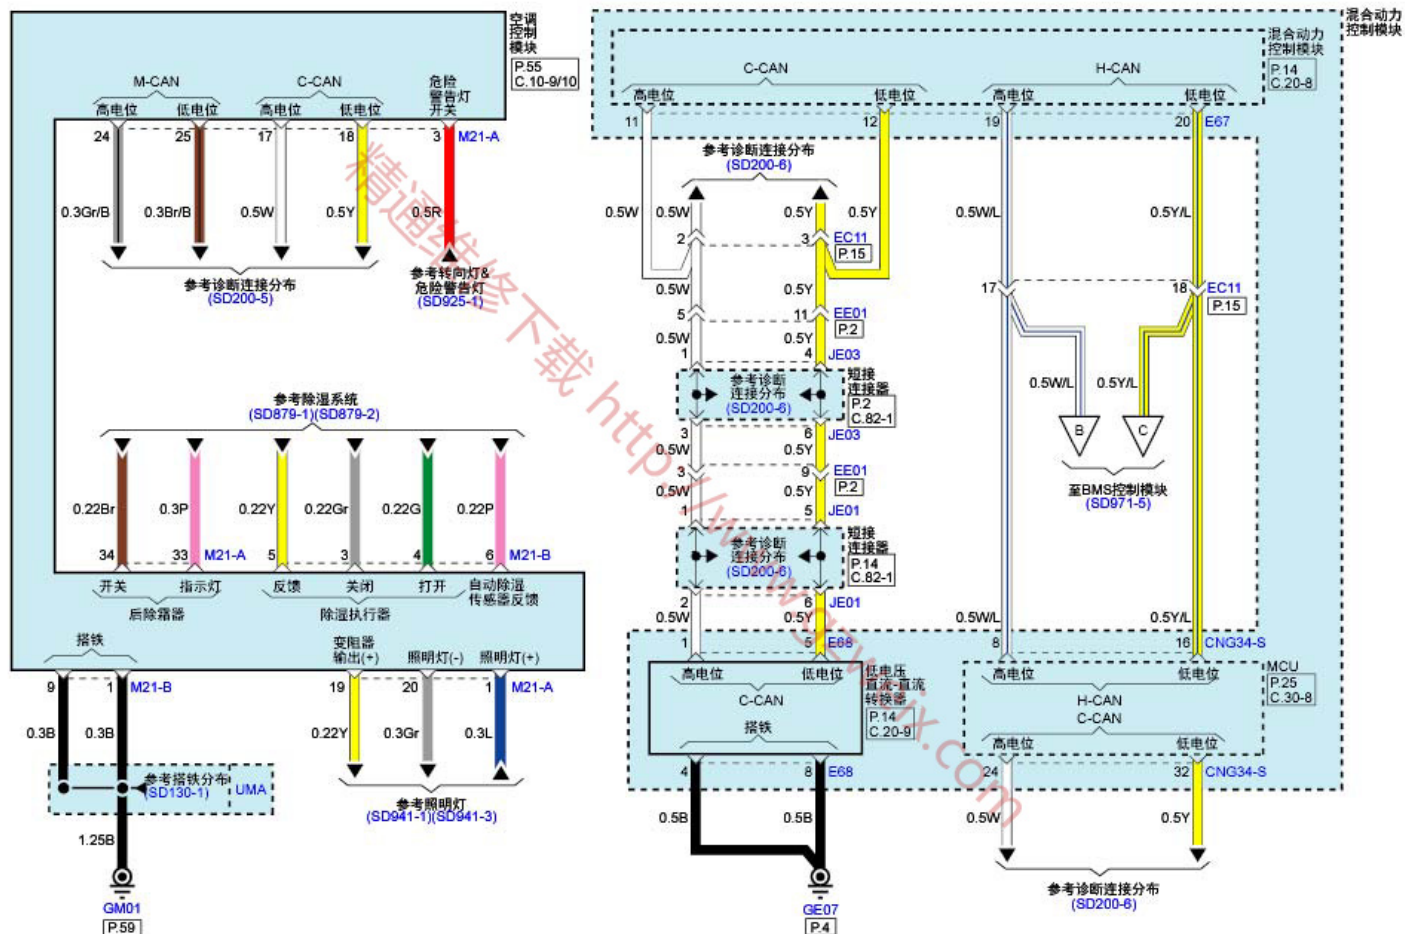 空调
控制
模块
P.55
C.10-9/10
M-CAN
C-CAN
危险
警告灯
开关
高电位
低电位
高电位
低电位
24
25
17
18
3
M21-A
0.3Gr/B
0.3Br/B
0.5W
0.5Y
0.5R
参考诊断连接分布
(SD200-5)
参考转向灯&
危险警告灯
(SD925-1)
参考除湿系统
(SD879-1)(SD879-2)
0.22Br
0.3P
0.22Y
0.22Gr
0.22G
0.22P
34
33
M21-A
5
3
4
6
M21-B
开关
指示灯
反馈
关闭
打开
自动除湿
传感器反馈
后除霜器
除湿执行器
搭铁
变阻器
输出(+)
照明灯(-)
照明灯(+)
9
1
M21-B
19
20
1
M21-A
0.3B
0.3B
0.22Y
0.3Gr
0.3L
参考搭铁分布
(SD130-1)
UMA
参考照明灯
(SD941-1)(SD941-3)
1.25B
GM01
P.59
混合动力
控制模块
混合动力
控制模块
P.14
C.20-8
C-CAN
H-CAN
高电位
低电位
高电位
低电位
11
12
19
20
E67
参考诊断连接分布
(SD200-6)
0.5W
0.5W
0.5Y
0.5Y
0.5W/L
0.5Y/L
2
3
EC11
P.15
0.5W
0.5Y
17
18
EC11
P.15
5
11
EE01
P.2
0.5W
0.5Y
1
4
JE03
参考诊断
连接分布
(SD200-6)
短接
连接器
P.2
C.82-1
0.5W/L
0.5Y/L
B
C
至BMS控制模块
(SD971-5)
3
6
JE03
0.5W
0.5Y
3
9
EE01
P.2
0.5W
0.5Y
1
5
JE01
参考诊断
连接分布
(SD200-6)
短接
连接器
P.14
C.82-1
2
6
JE01
0.5W
0.5Y
0.5W/L
0.5Y/L
1
5
E68
8
16
CNG34-S
高电位
低电位
C-CAN
搭铁
低电压
直流-直流
转换器
P.14
C.20-9
高电位
低电位
H-CAN
C-CAN
高电位
低电位
MCU
P.25
C.30-8
4
8
E68
24
32
CNG34-S
0.5B
0.5B
0.5W
0.5Y
参考诊断连接分布
(SD200-6)
GE07
P.4